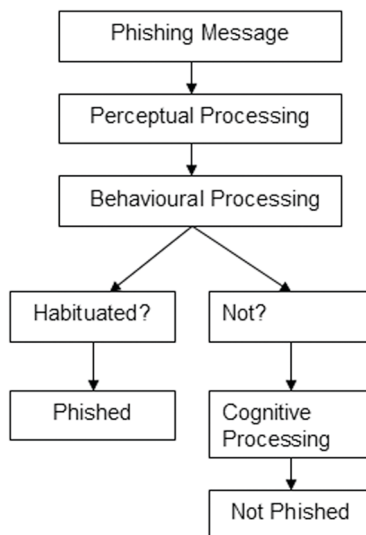 Phishing Message
Perceptual Processing
Behavioural Processing
Habituated?
Not?
Phished
Cognitive
Processing
Not Phished